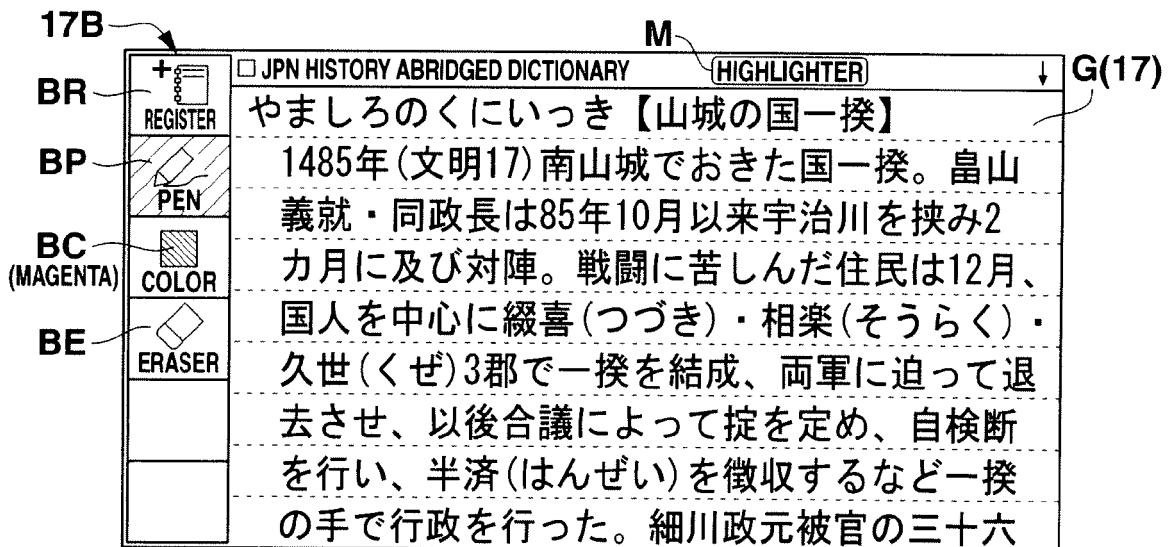 17B
M
G(17)
BR
+
REGISTER
BP
PEN
BC
(MAGENTA)
COLOR
BE
ERASER
□ JPN HISTORY ABRIDGED DICTIONARY HIGHLIGHTER ↓
やましろのくにいっき【山城の国一揆】
1485年(文明17)南山城でおきた国一揆。畠山
義就・同政長は85年10月以来宇治川を挟み2
カ月に及び対陣。戦闘に苦しんだ住民は12月、
国人を中心に綴喜(つづき)・相楽(そうらく)・
久世(くぜ)3郡で一揆を結成、両軍に迫って退
去させ、以後合議によって掟を定め、自検断
を行い、半済(はんぜい)を徴収するなど一揆
の手で行政を行った。細川政元被官の三十六